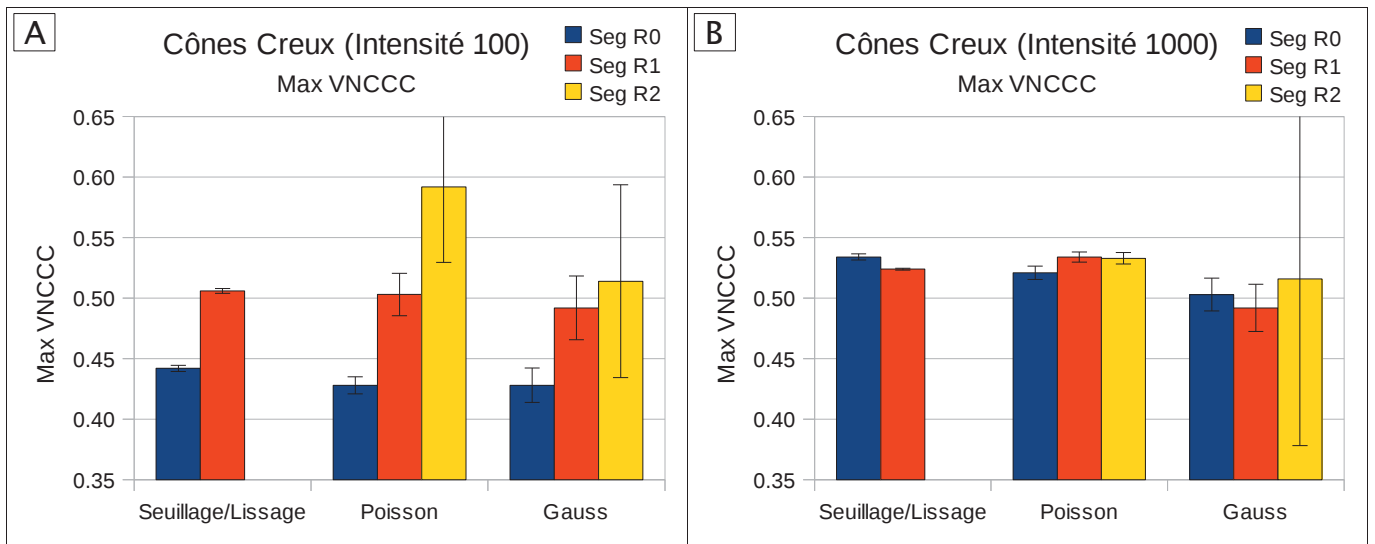 A
Cônes Creux (Intensité 100)
Max VNCCC
Seg R0
Seg R1
Seg R2
Max VNCCC
0.65
0.60
0.55
0.50
0.45
0.40
0.35
Seuillage/Lissage Poisson Gauss
B
Cônes Creux (Intensité 1000)
Max VNCCC
Seg R0
Seg R1
Seg R2
Max VNCCC
0.65
0.60
0.55
0.50
0.45
0.40
0.35
Seuillage/Lissage Poisson Gauss